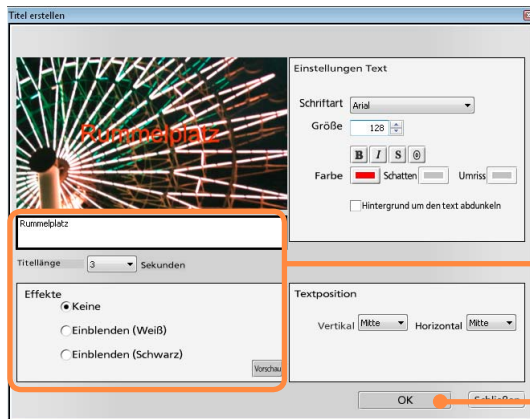 Titel erstellen
Rummelplatz
Einstellungen Text
Schriftart Arial
Größe 128
B I S O
Farbe Schatten Umriss
Hintergrund um den text abdunkeln
Rummelplatz
Titellänge 3 Sekunden
Effekte
Keine
Einblenden (Weiß)
Einblenden (Schwarz)
Vorschau
Textposition
Vertikal Mitte Horizontal Mitte
OK Schließen